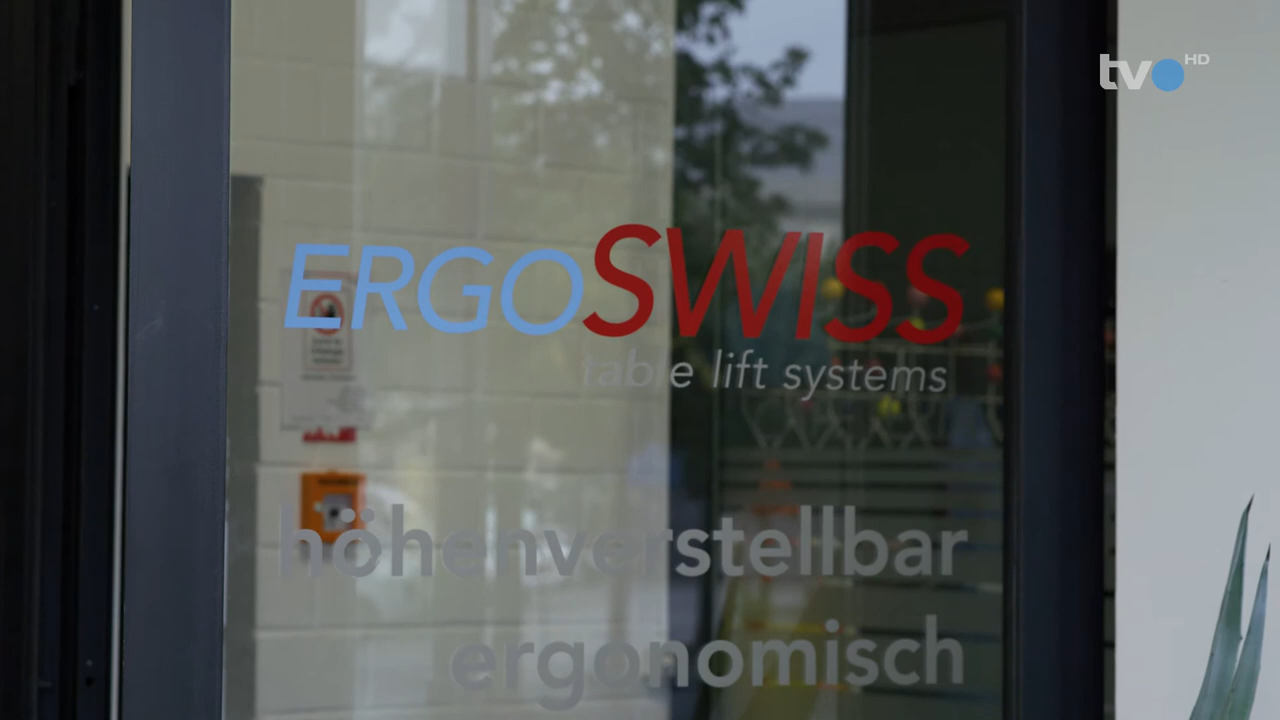 tvo HD
ERGOSWISS
table lift systems
höhenverstellbar
ergonomisch